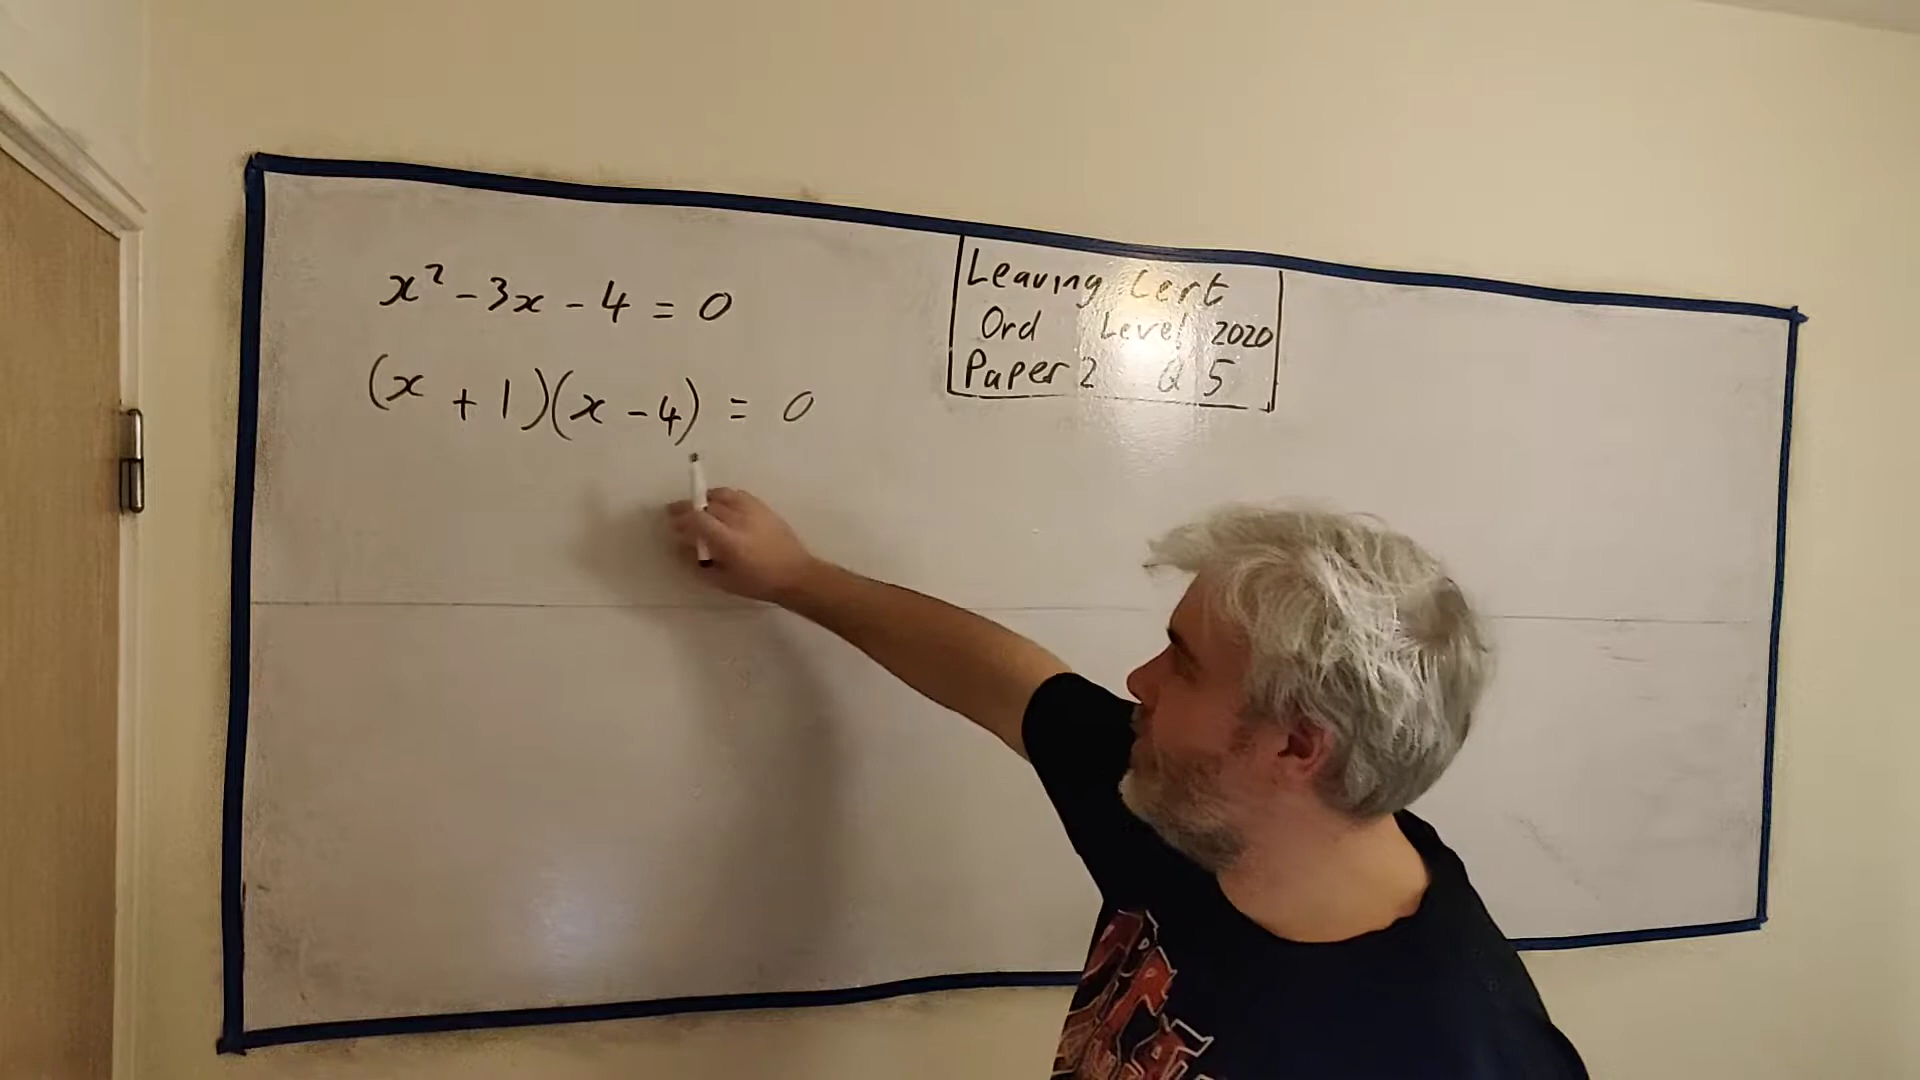 x² - 3x - 4 = 0
(x + 1)(x - 4) = 0
Leaving Cert
Ord Level 2020
Paper 2 Q 5